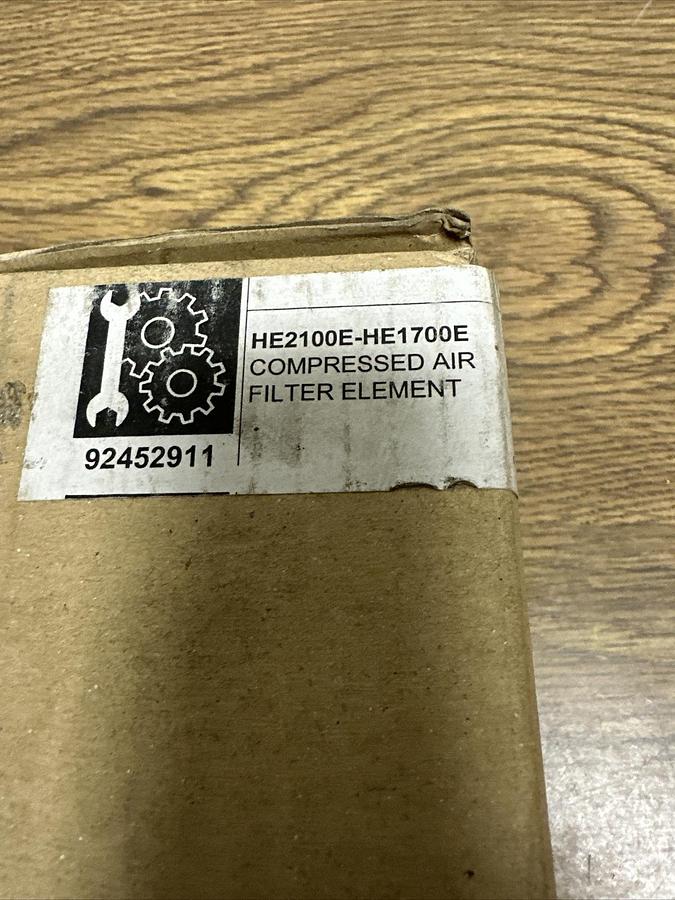 HE2100E-HE1700E
COMPRESSED AIR
FILTER ELEMENT
92452911